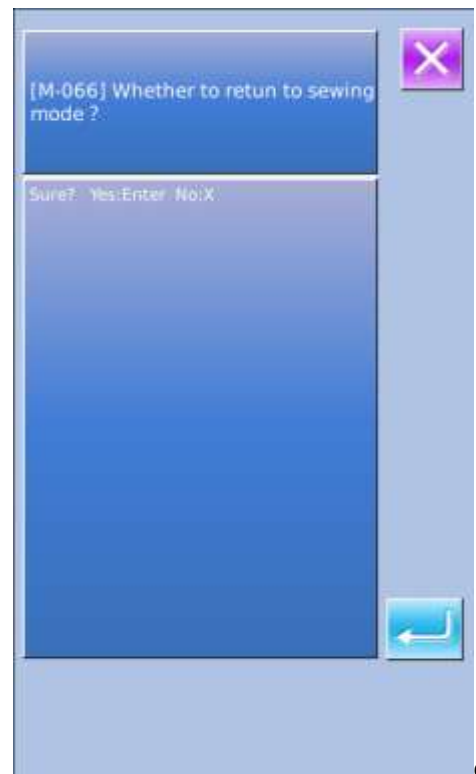 [M-066] Whether to retun to sewing
mode ?
Sure? Yes:Enter No:X